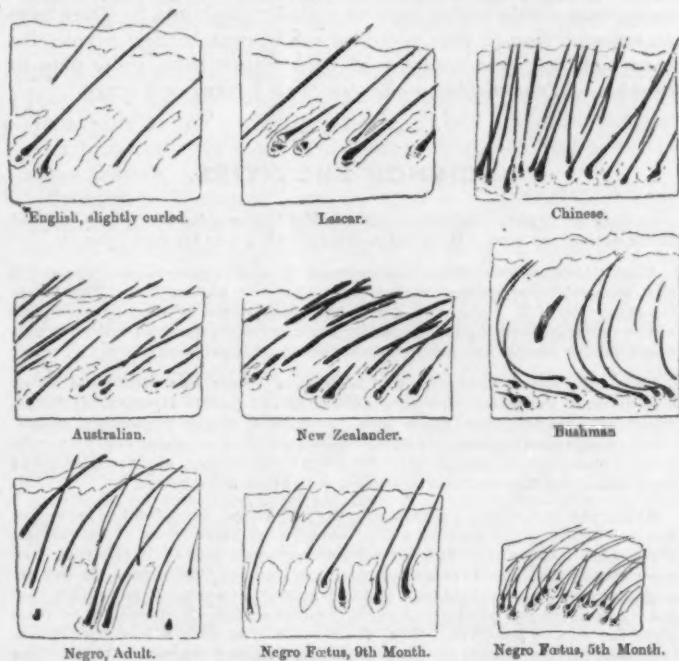 English, slightly curled.
Lascar.
Chinese.
Australian.
New Zealander.
Bushman
Negro, Adult.
Negro Fœtus, 9th Month.
Negro Fœtus, 5th Month.